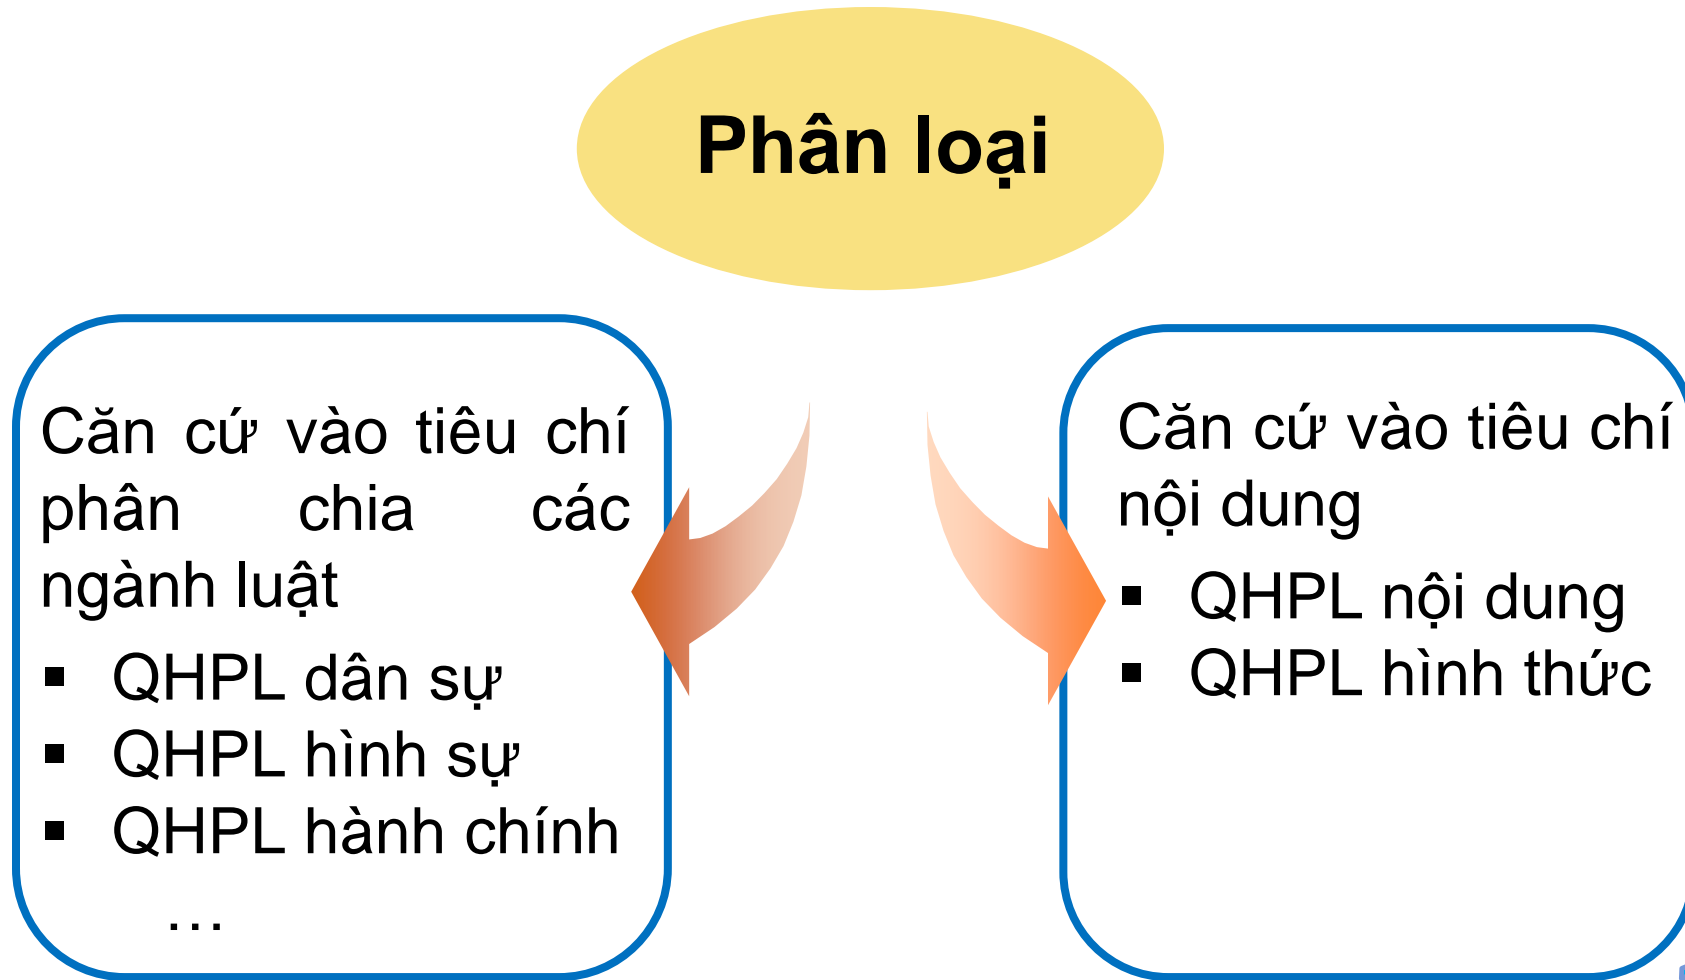 Phân loại
Căn cứ vào tiêu chí
phân chia các
ngành luật
▪ QHPL dân sự
▪ QHPL hình sự
▪ QHPL hành chính
…
Căn cứ vào tiêu chí
nội dung
▪ QHPL nội dung
▪ QHPL hình thức